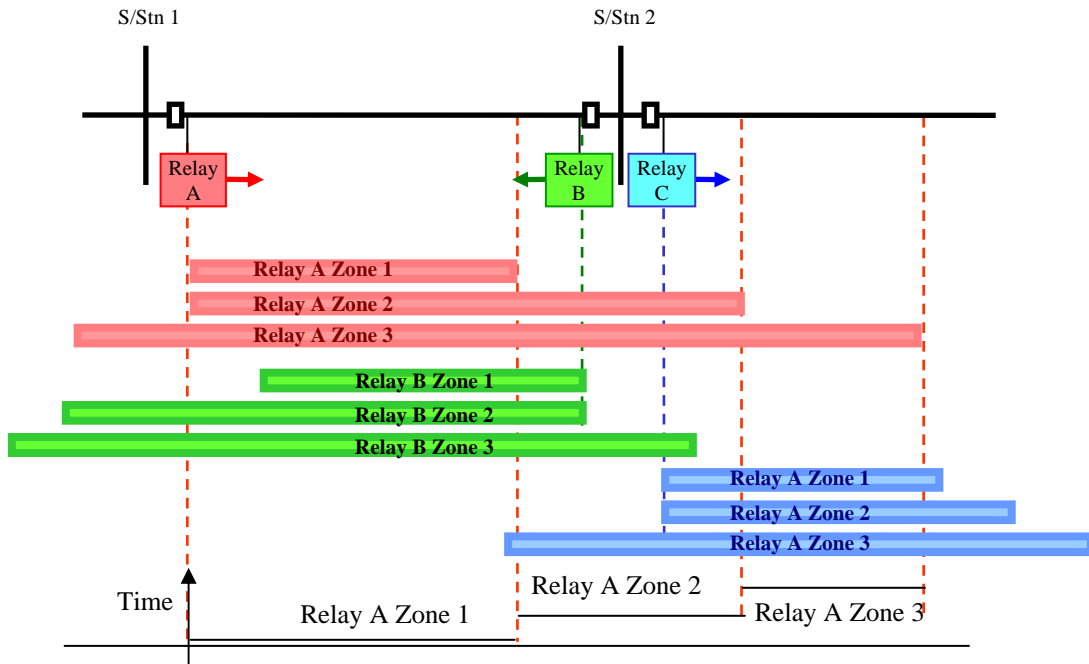 S/Stn 1
S/Stn 2
Relay
A
Relay
B
Relay
C
Relay A Zone 1
Relay A Zone 2
Relay A Zone 3
Relay B Zone 1
Relay B Zone 2
Relay B Zone 3
Relay A Zone 1
Relay A Zone 2
Relay A Zone 3
Time
Relay A Zone 1
Relay A Zone 2
Relay A Zone 3